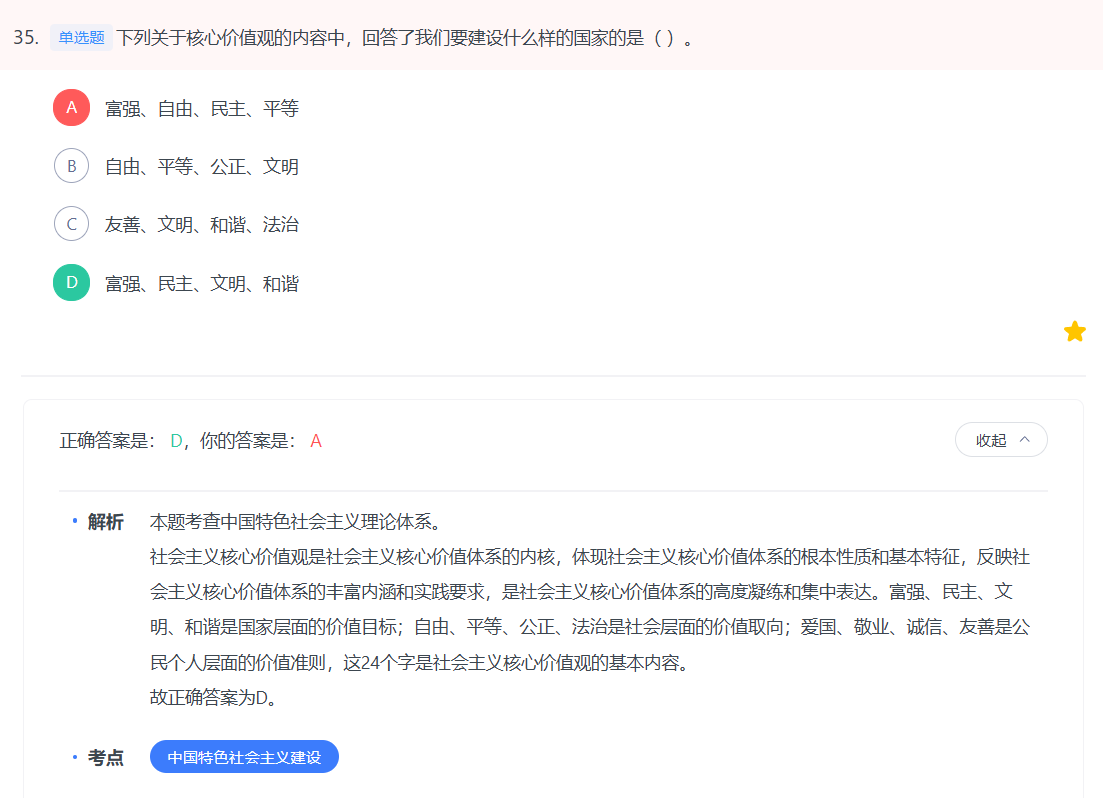 35. 单选题 下列关于核心价值观的内容中，回答了我们要建设什么样的国家的是（ ）。
A 富强、自由、民主、平等
B 自由、平等、公正、文明
C 友善、文明、和谐、法治
D 富强、民主、文明、和谐
正确答案是： D，你的答案是： A
收起
解析 本题考查中国特色社会主义理论体系。
社会主义核心价值观是社会主义核心价值体系的内核，体现社会主义核心价值体系的根本性质和基本特征，反映社
会主义核心价值体系的丰富内涵和实践要求，是社会主义核心价值体系的高度凝练和集中表达。富强、民主、文
明、和谐是国家层面的价值目标；自由、平等、公正、法治是社会层面的价值取向；爱国、敬业、诚信、友善是公
民个人层面的价值准则，这24个字是社会主义核心价值观的基本内容。
故正确答案为D。
考点 中国特色社会主义建设